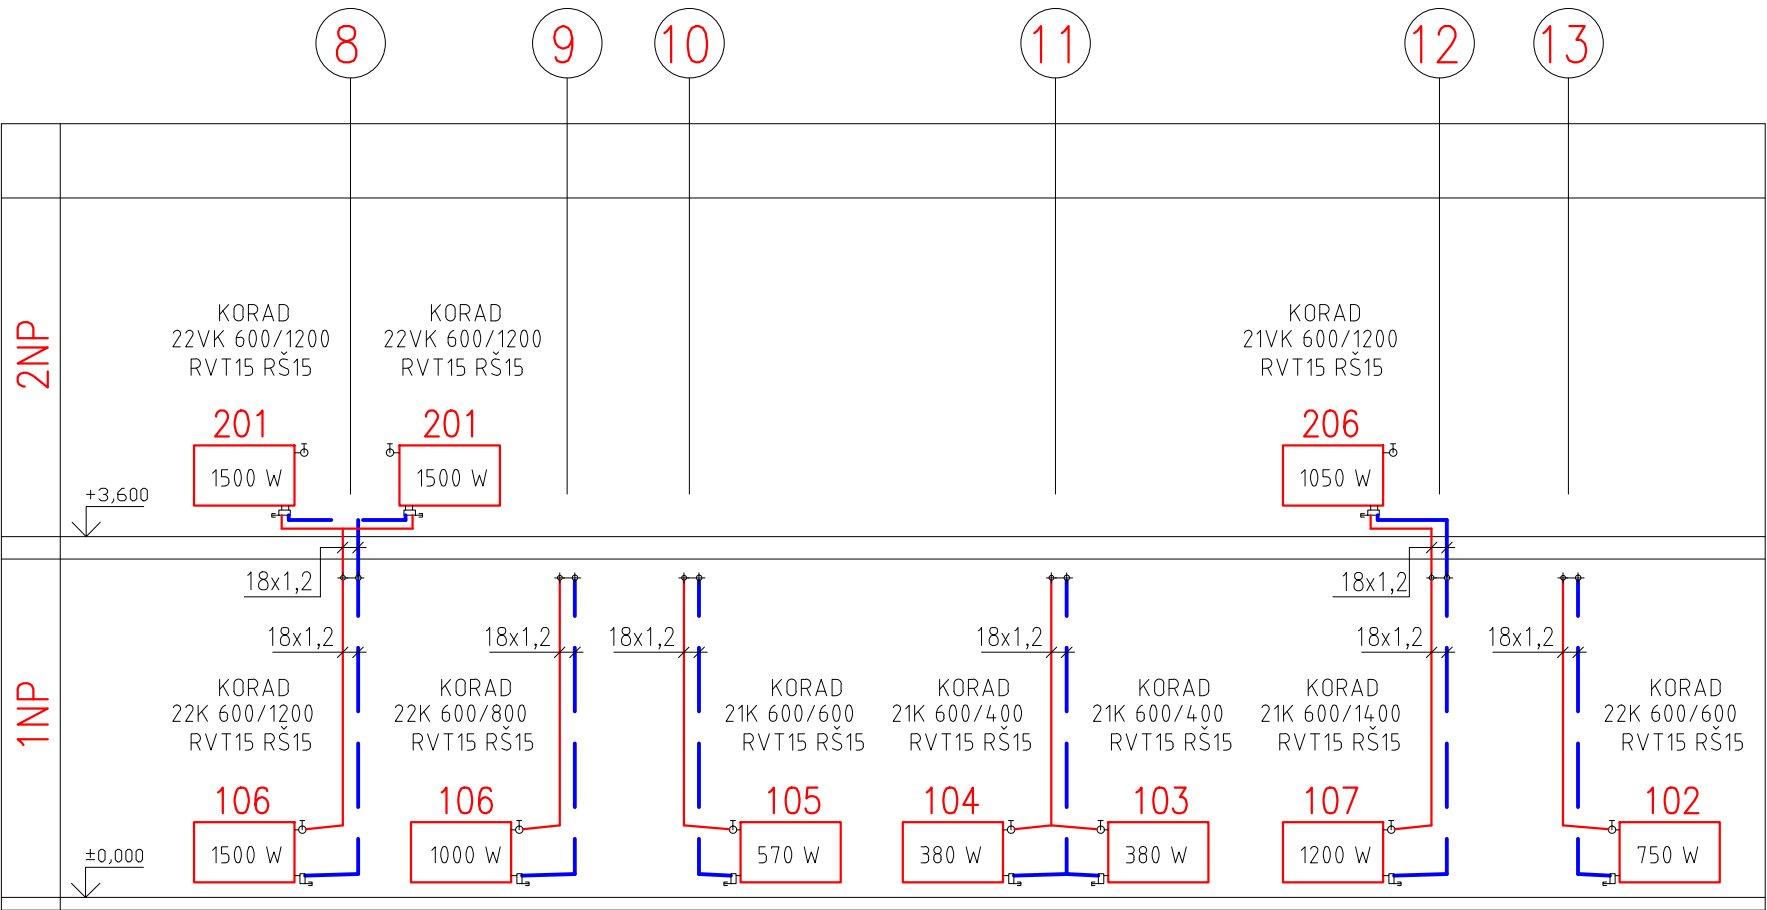 8
9
10
11
12
13
2NP
KORAD
22VK 600/1200
RVT15 RŠ15
KORAD
22VK 600/1200
RVT15 RŠ15
KORAD
21VK 600/1200
RVT15 RŠ15
201
201
206
1500 W
1500 W
1050 W
+3,600
18x1,2
18x1,2
1NP
18x1,2
18x1,2
18x1,2
18x1,2
18x1,2
18x1,2
KORAD
22K 600/1200
RVT15 RŠ15
KORAD
22K 600/800
RVT15 RŠ15
KORAD
21K 600/600
RVT15 RŠ15
KORAD
21K 600/400
RVT15 RŠ15
KORAD
21K 600/400
RVT15 RŠ15
KORAD
21K 600/1400
RVT15 RŠ15
KORAD
22K 600/600
RVT15 RŠ15
106
106
105
104
103
107
102
1500 W
1000 W
570 W
380 W
380 W
1200 W
750 W
±0,000